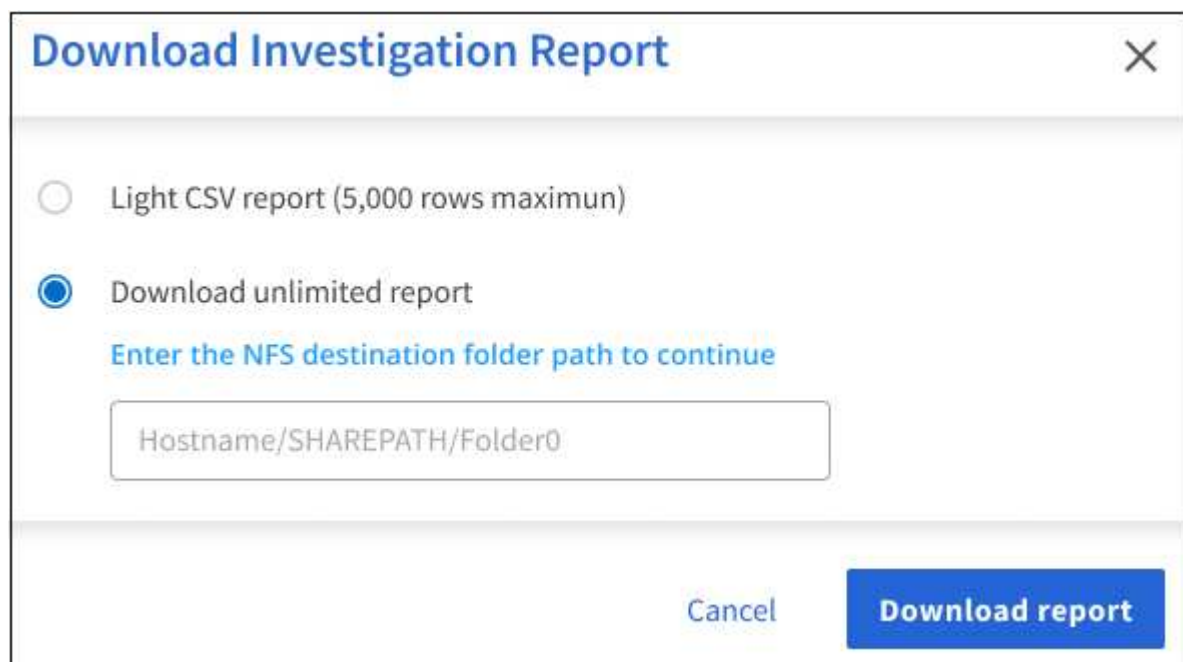 Download Investigation Report
Light CSV report (5,000 rows maximun)
Download unlimited report
Enter the NFS destination folder path to continue
Hostname/SHAREPATH/Folder0
Cancel
Download report